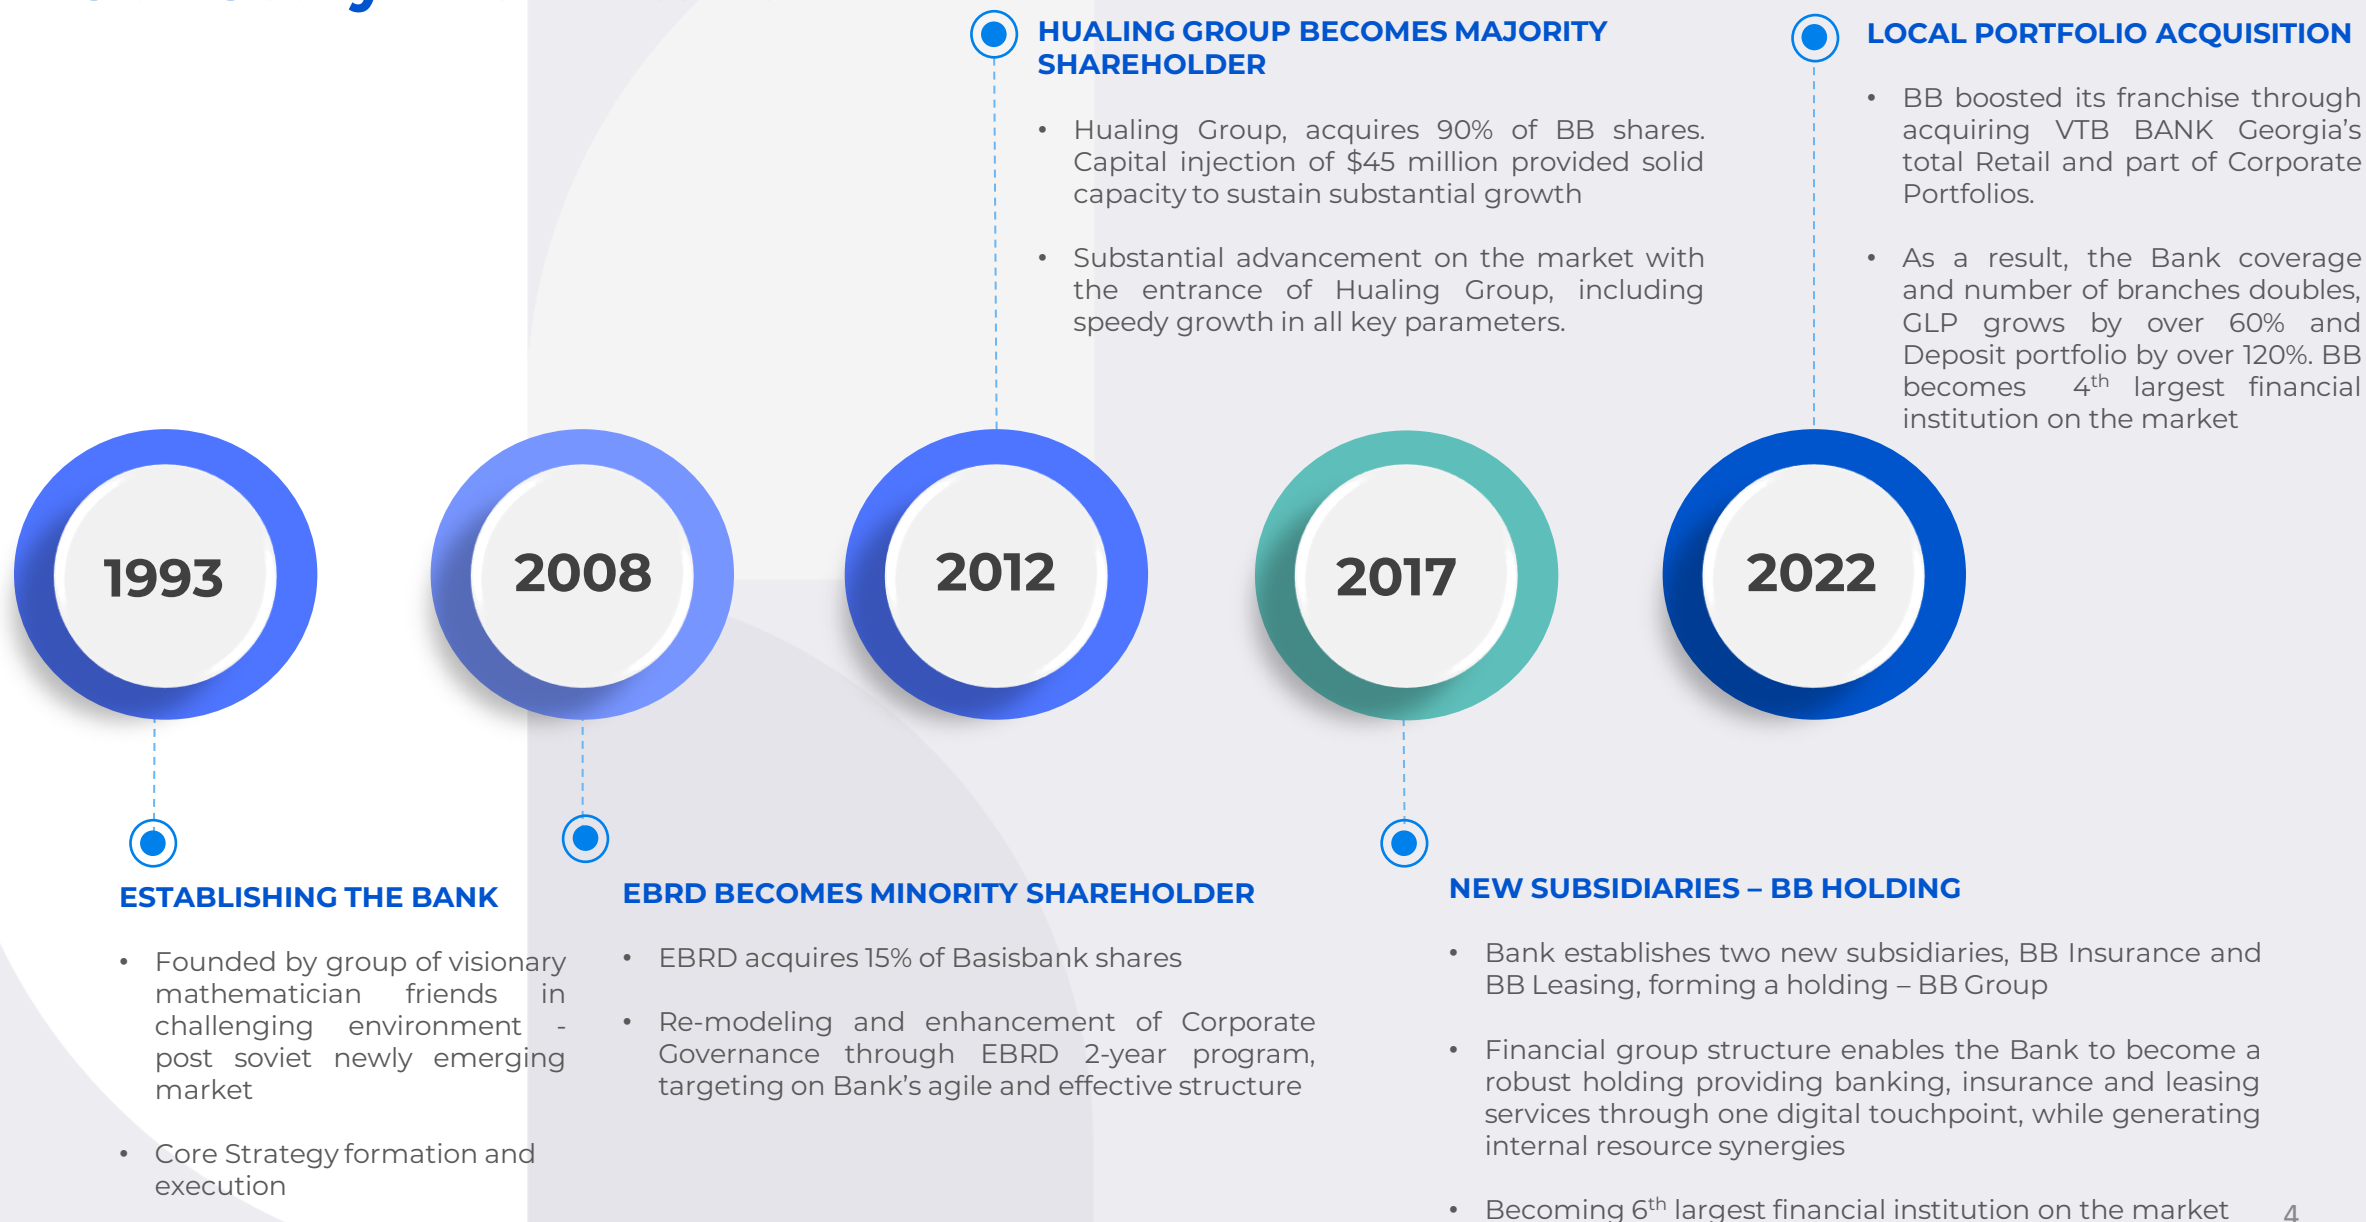 HUALING GROUP BECOMES MAJORITY
SHAREHOLDER
• Hualing Group, acquires 90% of BB shares.
Capital injection of $45 million provided solid
capacity to sustain substantial growth
• Substantial advancement on the market with
the entrance of Hualing Group, including
speedy growth in all key parameters.
LOCAL PORTFOLIO ACQUISITION
• BB boosted its franchise through
acquiring VTB BANK Georgia’s
total Retail and part of Corporate
Portfolios.
• As a result, the Bank coverage
and number of branches doubles,
GLP grows by over 60% and
Deposit portfolio by over 120%. BB
becomes 4th largest financial
institution on the market
1993
2008
2012
2017
2022
ESTABLISHING THE BANK
• Founded by group of visionary
mathematician friends in
challenging environment -
post soviet newly emerging
market
• Core Strategy formation and
execution
EBRD BECOMES MINORITY SHAREHOLDER
• EBRD acquires 15% of Basisbank shares
• Re-modeling and enhancement of Corporate
Governance through EBRD 2-year program,
targeting on Bank’s agile and effective structure
NEW SUBSIDIARIES – BB HOLDING
• Bank establishes two new subsidiaries, BB Insurance and
BB Leasing, forming a holding – BB Group
• Financial group structure enables the Bank to become a
robust holding providing banking, insurance and leasing
services through one digital touchpoint, while generating
internal resource synergies
• Becoming 6th largest financial institution on the market
4